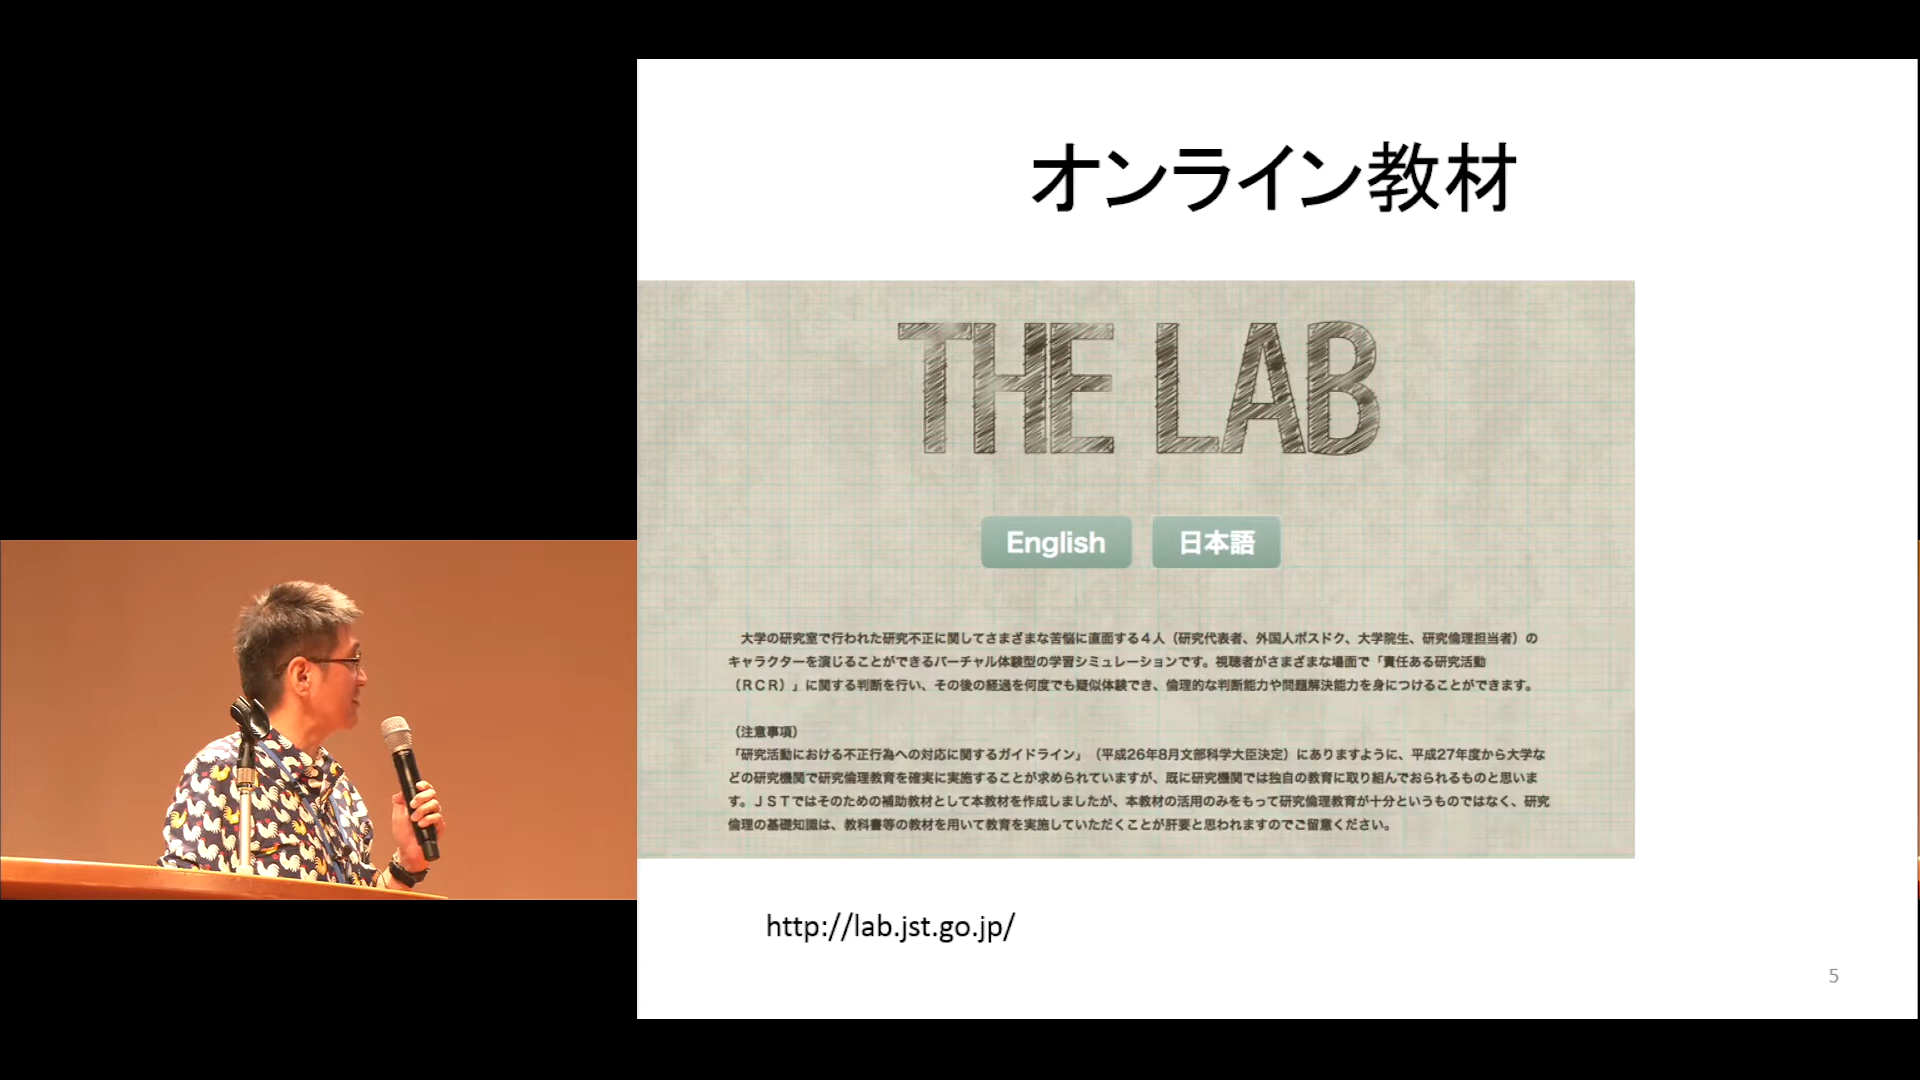 オンライン教材
THE LAB
English
日本語
大学の研究室で行われた研究不正に関してさまざまな苦悩に直面する４人（研究代表者、外国人ポスドク、大学院生、研究倫理担当者）の
キャラクターを演じることができるバーチャル体験型の学習シミュレーションです。視聴者がさまざまな場面で「責任ある研究活動
（ＲＣＲ）」に関する判断を行い、その後の経過を何度でも疑似体験でき、倫理的な判断能力や問題解決能力を身につけることができます。
（注意事項）
「研究活動における不正行為への対応に関するガイドライン」（平成26年8月文部科学大臣決定）にありますように、平成27年度から大学な
どの研究機関で研究倫理教育を確実に実施することが求められていますが、既に研究機関では独自の教育に取り組んでおられるものと思いま
す。ＪＳＴではそのための補助教材として本教材を作成しましたが、本教材の活用のみをもって研究倫理教育が十分というものではなく、研究
倫理の基礎知識は、教科書等の教材を用いて教育を実施していただくことが肝要と思われますのでご留意ください。
http://lab.jst.go.jp/
5